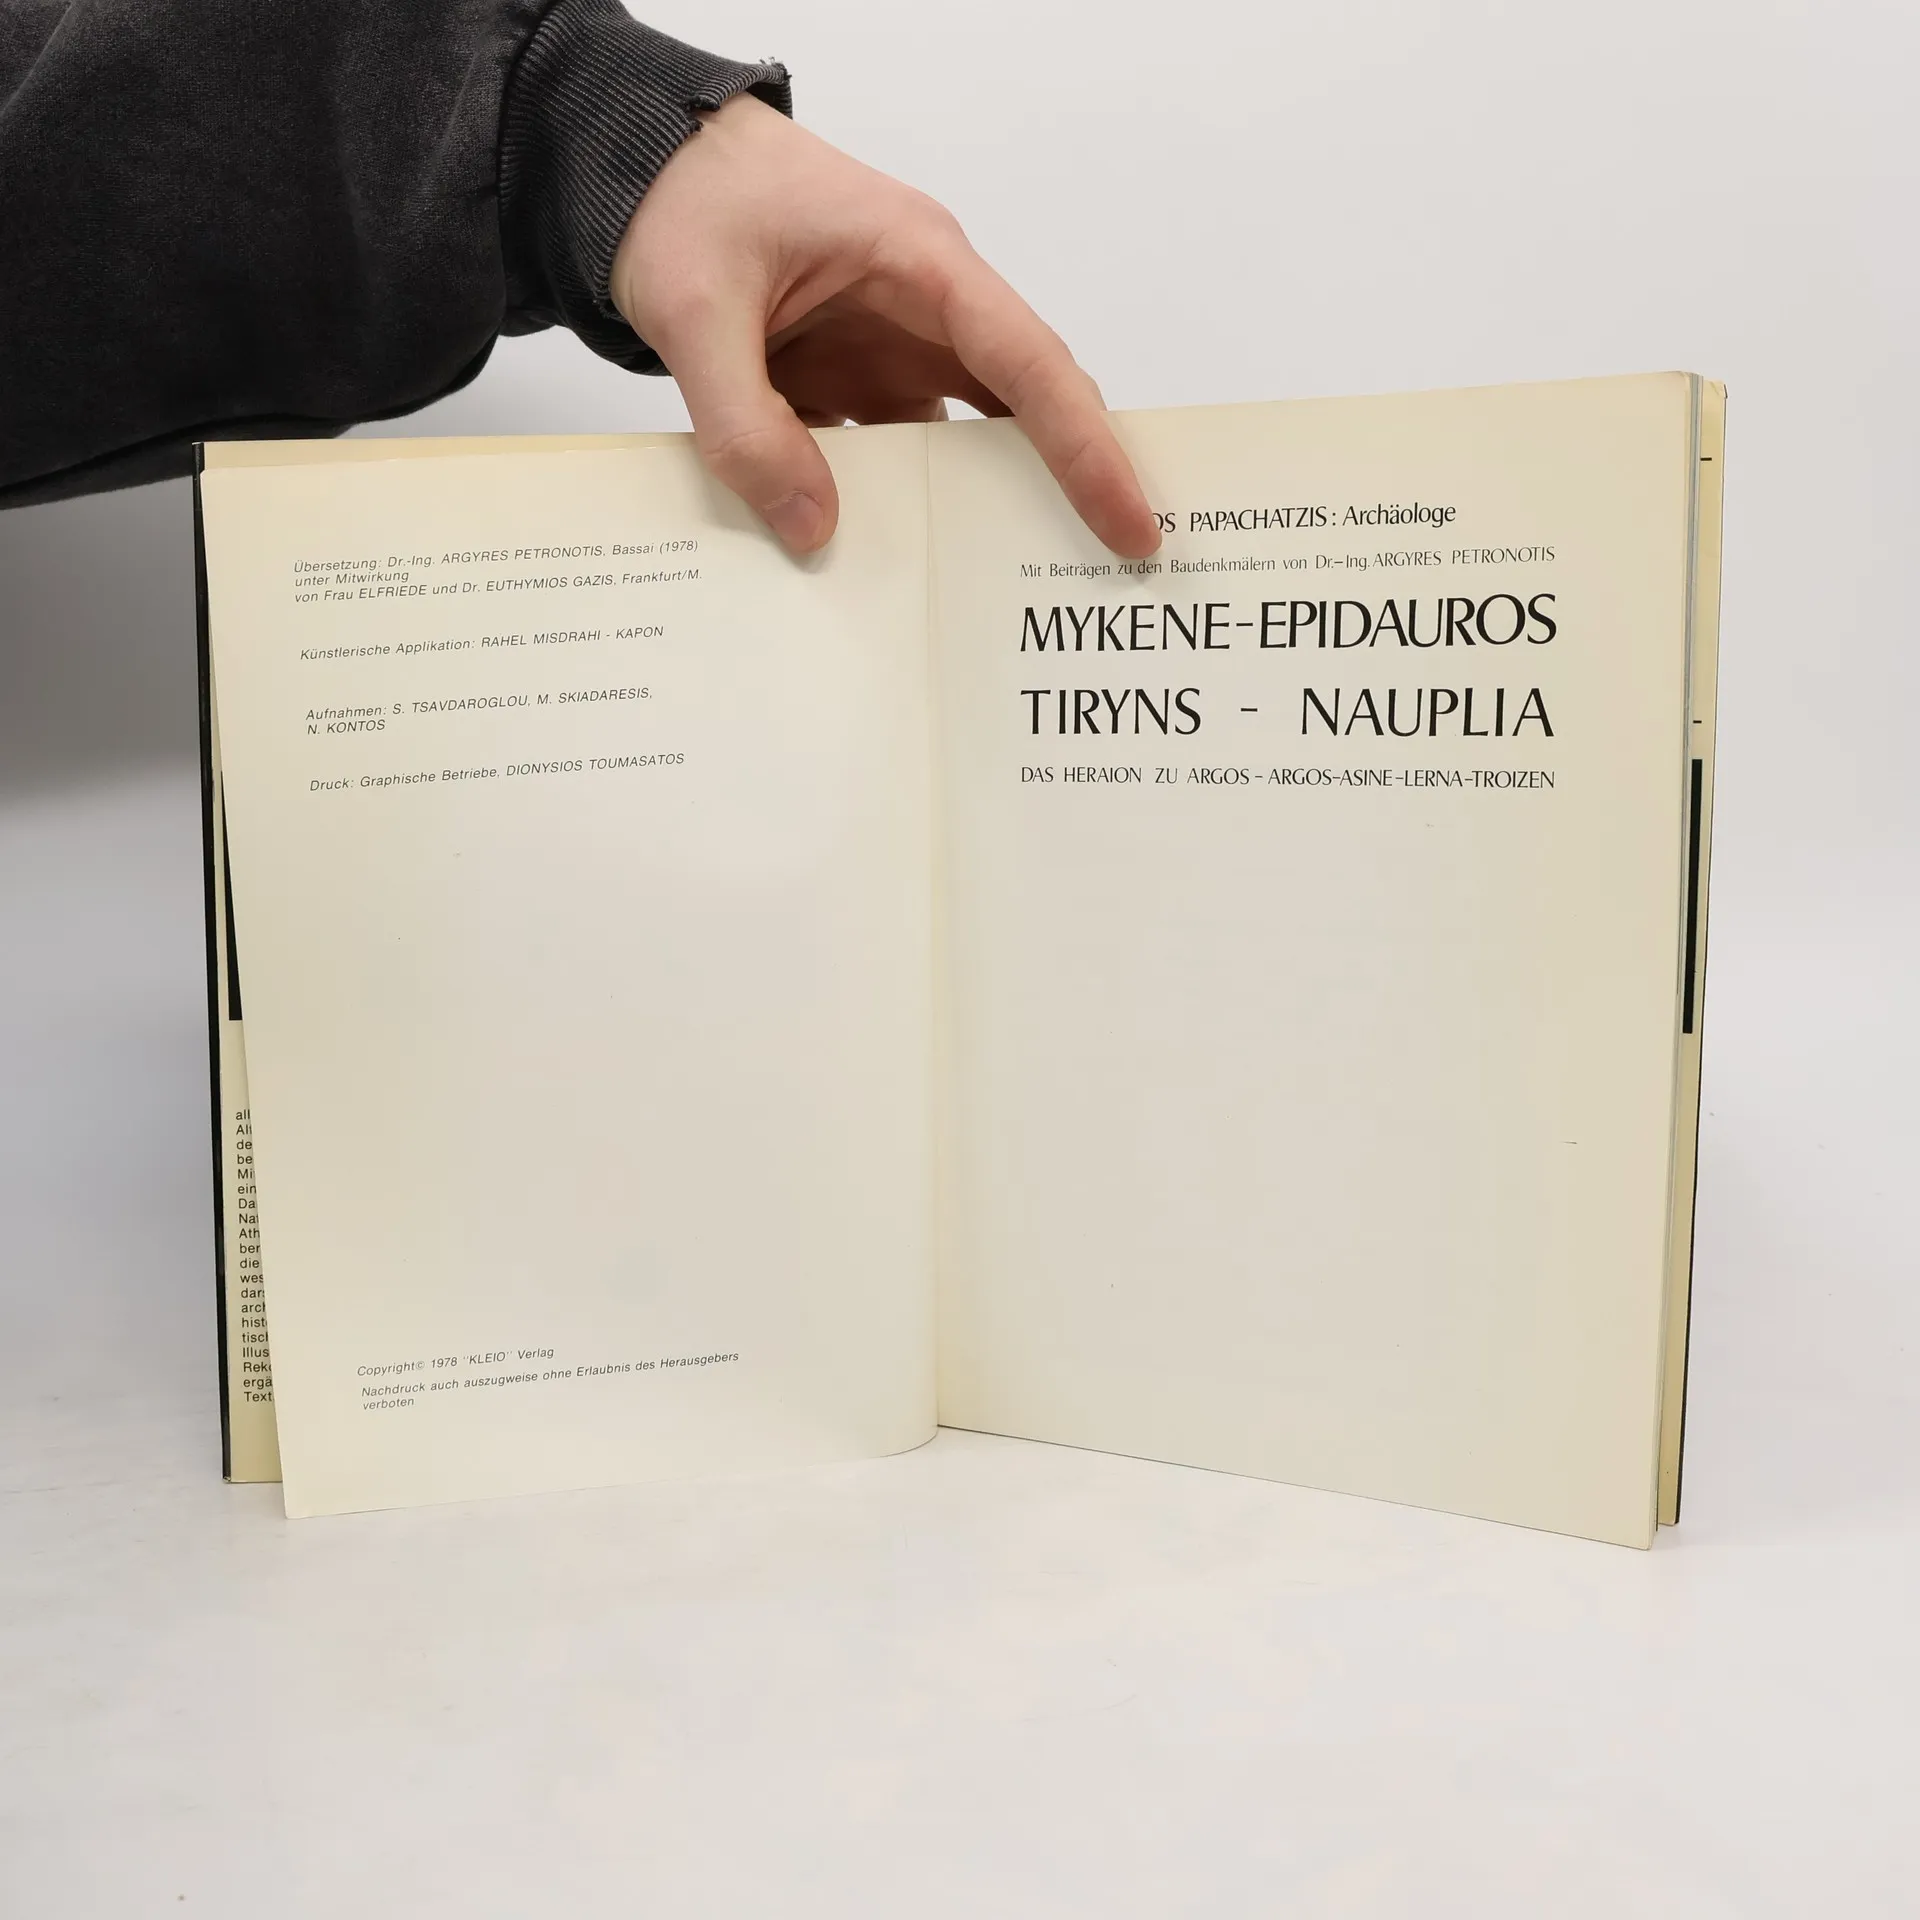 Übersetzung: Dr.-Ing. ARGYRES PETRONOTIS, Bassai (1978)
unter Mitwirkung
von Frau ELFRIEDE und Dr. EUTHYMIOS GAZIS, Frankfurt/M.
Künstlerische Applikation: RAHEL MISDRAHI - KAPON
Aufnahmen: S. TSAVDAROGLOU, M. SKIADARESIS,
N. KONTOS
Druck: Graphische Betriebe, DIONYSIOS TOUMASATOS
Copyright© 1978 "KLEIO" Verlag
Nachdruck auch auszugweise ohne Erlaubnis des Herausgebers
verboten
PAPACHATZIS: Archäologe
Mit Beiträgen zu den Baudenkmälern von Dr.-Ing. ARGYRES PETRONOTIS
MYKENE-EPIDAUROS
TIRYNS - NAUPLIA
DAS HERAION ZU ARGOS - ARGOS-ASINE-LERNA-TROIZEN